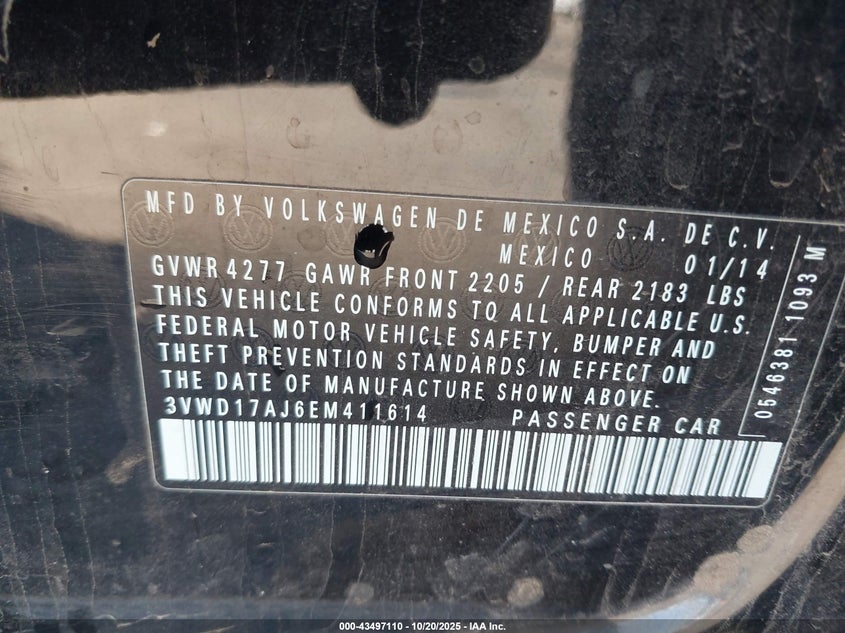 MFD BY VOLKSWAGEN DE MEXICO S.A. DE C.V.
MEXICO 01/14
GVWR 4277 GAWR FRONT 2205 / REAR 2183 LBS
THIS VEHICLE CONFORMS TO ALL APPLICABLE U.S.
FEDERAL MOTOR VEHICLE SAFETY, BUMPER AND
THEFT PREVENTION STANDARDS IN EFFECT ON
THE DATE OF MANUFACTURE SHOWN ABOVE.
3VWD17AJ6EM411614 PASSENGER CAR
0546381 1093 M
000-43497110 - 10/20/2025 - IAA Inc.